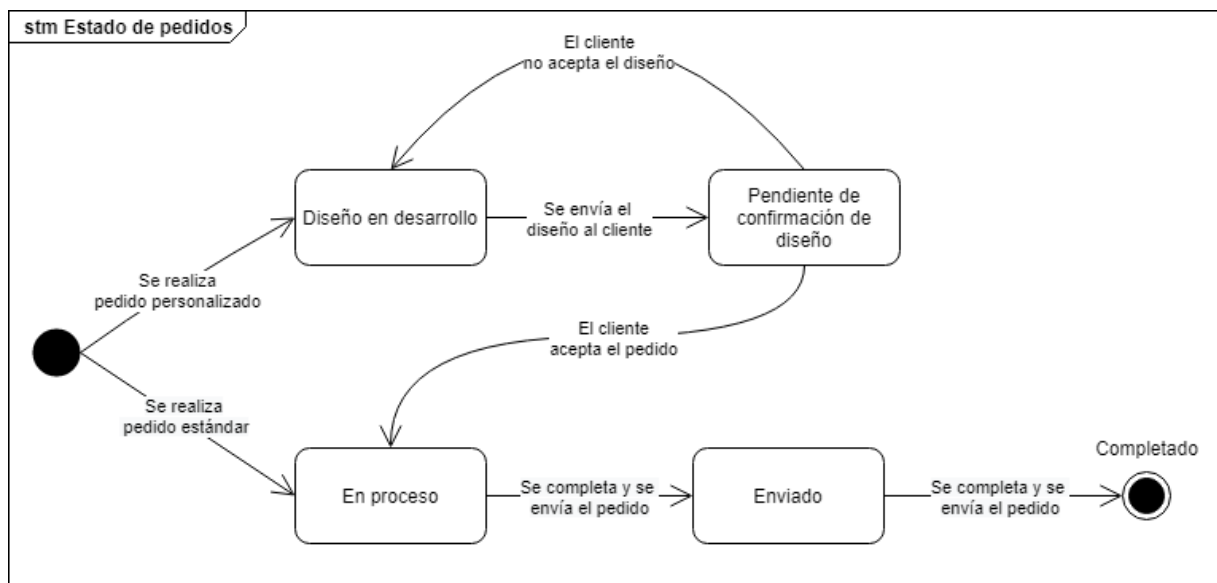 stm Estado de pedidos
El cliente
no acepta el diseño
Diseño en desarrollo
Se envía el
diseño al cliente
Pendiente de
confirmación de
diseño
Se realiza
pedido personalizado
El cliente
acepta el pedido
Se realiza
pedido estándar
En proceso
Se completa y se
envía el pedido
Enviado
Se completa y se
envía el pedido
Completado